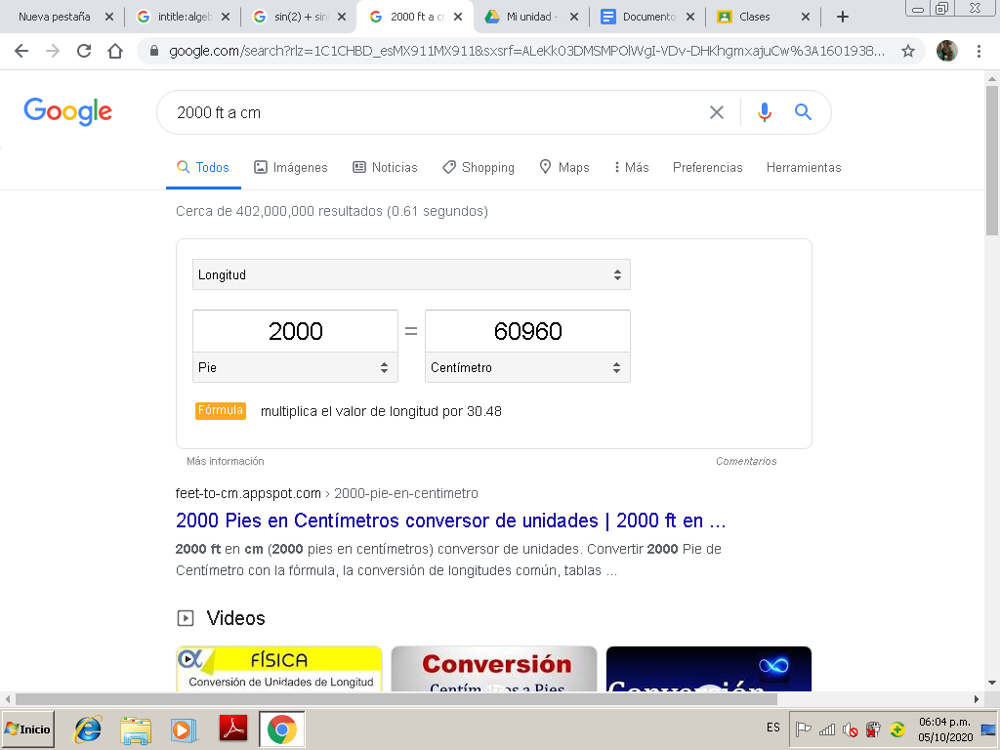 Nueva pestaña
intitle:algeb
sin(2) + sin
2000 ft a c
Mi unidad -
Documento
Clases
google.com/search?rlz=1C1CHBD_esMX911MX911&sxsrf=ALeKk03DMSMPOlWgI-VDv-DHKhgmxajuCw%3A1601938...
Google
2000 ft a cm
Todos
Imágenes
Noticias
Shopping
Maps
Más
Preferencias
Herramientas
Cerca de 402,000,000 resultados (0.61 segundos)
Longitud
2000 = 60960
Pie
Centímetro
Fórmula multiplica el valor de longitud por 30.48
Más información
Comentarios
feet-to-cm.appspot.com › 2000-pie-en-centimetro
2000 Pies en Centímetros conversor de unidades | 2000 ft en ...
2000 ft en cm (2000 pies en centímetros) conversor de unidades. Convertir 2000 Pie de
Centímetro con la fórmula, la conversión de longitudes común, tablas ...
Videos
FÍSICA
Conversión de Unidades de Longitud
Conversión
Centímetros a Pies
Conversión
Inicio
ES
06:04 p.m.
05/10/2020